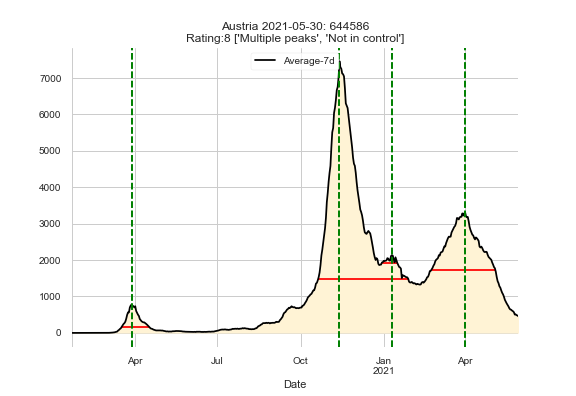 Austria 2021-05-30: 644586
Rating:8 ['Multiple peaks', 'Not in control']
Average-7d
7000
6000
5000
4000
3000
2000
1000
0
Apr Jul Oct Jan Apr
2021
Date